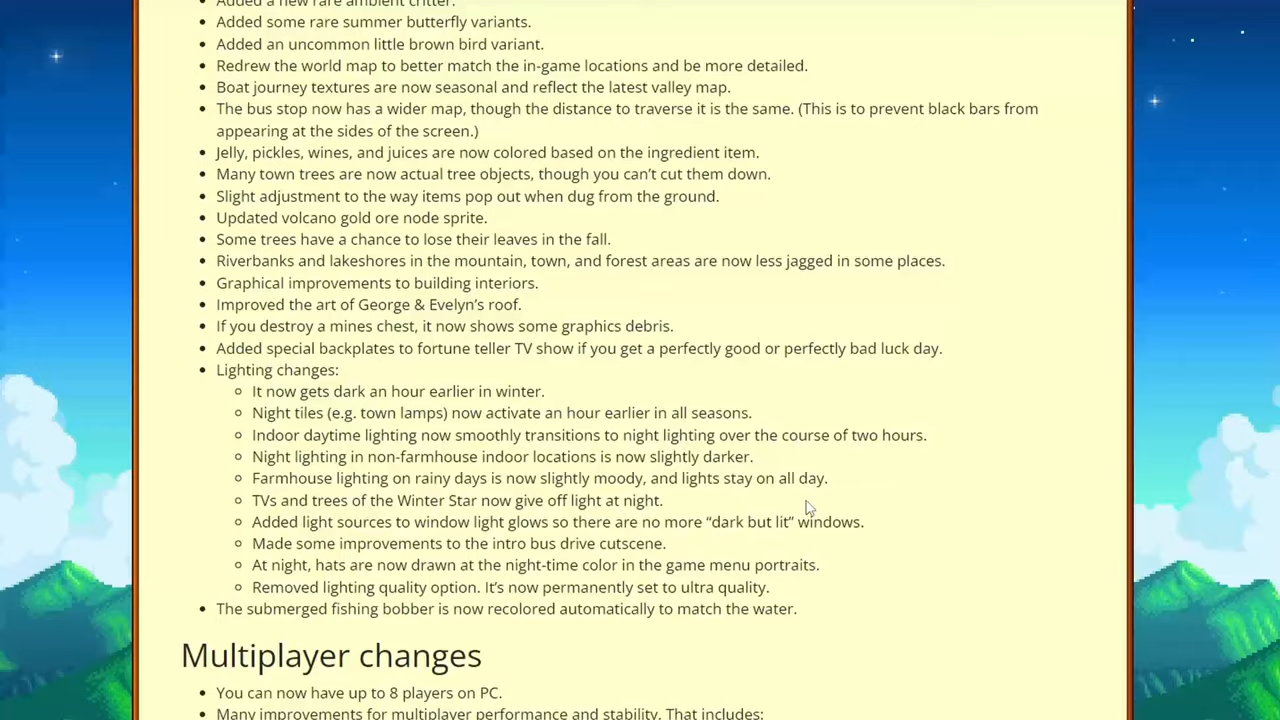 Added a new rare ambient critter.
Added some rare summer butterfly variants.
Added an uncommon little brown bird variant.
Redrew the world map to better match the in-game locations and be more detailed.
Boat journey textures are now seasonal and reflect the latest valley map.
The bus stop now has a wider map, though the distance to traverse it is the same. (This is to prevent black bars from
appearing at the sides of the screen.)
Jelly, pickles, wines, and juices are now colored based on the ingredient item.
Many town trees are now actual tree objects, though you can’t cut them down.
Slight adjustment to the way items pop out when dug from the ground.
Updated volcano gold ore node sprite.
Some trees have a chance to lose their leaves in the fall.
Riverbanks and lakeshores in the mountain, town, and forest areas are now less jagged in some places.
Graphical improvements to building interiors.
Improved the art of George & Evelyn’s roof.
If you destroy a mines chest, it now shows some graphics debris.
Added special backplates to fortune teller TV show if you get a perfectly good or perfectly bad luck day.
Lighting changes:
It now gets dark an hour earlier in winter.
Night tiles (e.g. town lamps) now activate an hour earlier in all seasons.
Indoor daytime lighting now smoothly transitions to night lighting over the course of two hours.
Night lighting in non-farmhouse indoor locations is now slightly darker.
Farmhouse lighting on rainy days is now slightly moody, and lights stay on all day.
TVs and trees of the Winter Star now give off light at night.
Added light sources to window light glows so there are no more “dark but lit” windows.
Made some improvements to the intro bus drive cutscene.
At night, hats are now drawn at the night-time color in the game menu portraits.
Removed lighting quality option. It’s now permanently set to ultra quality.
The submerged fishing bobber is now recolored automatically to match the water.
Multiplayer changes
You can now have up to 8 players on PC.
Many improvements for multiplayer performance and stability. That includes: